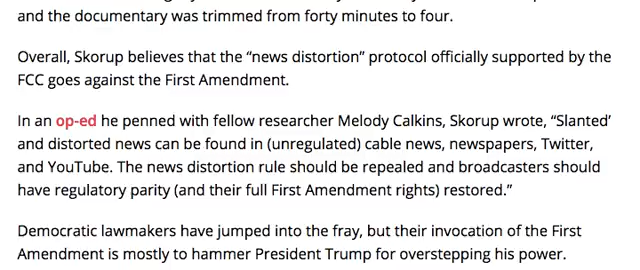 and the documentary was trimmed from forty minutes to four.
Overall, Skorup believes that the “news distortion” protocol officially supported by the
FCC goes against the First Amendment.
In an op-ed he penned with fellow researcher Melody Calkins, Skorup wrote, “Slanted’
and distorted news can be found in (unregulated) cable news, newspapers, Twitter,
and YouTube. The news distortion rule should be repealed and broadcasters should
have regulatory parity (and their full First Amendment rights) restored.”
Democratic lawmakers have jumped into the fray, but their invocation of the First
Amendment is mostly to hammer President Trump for overstepping his power.